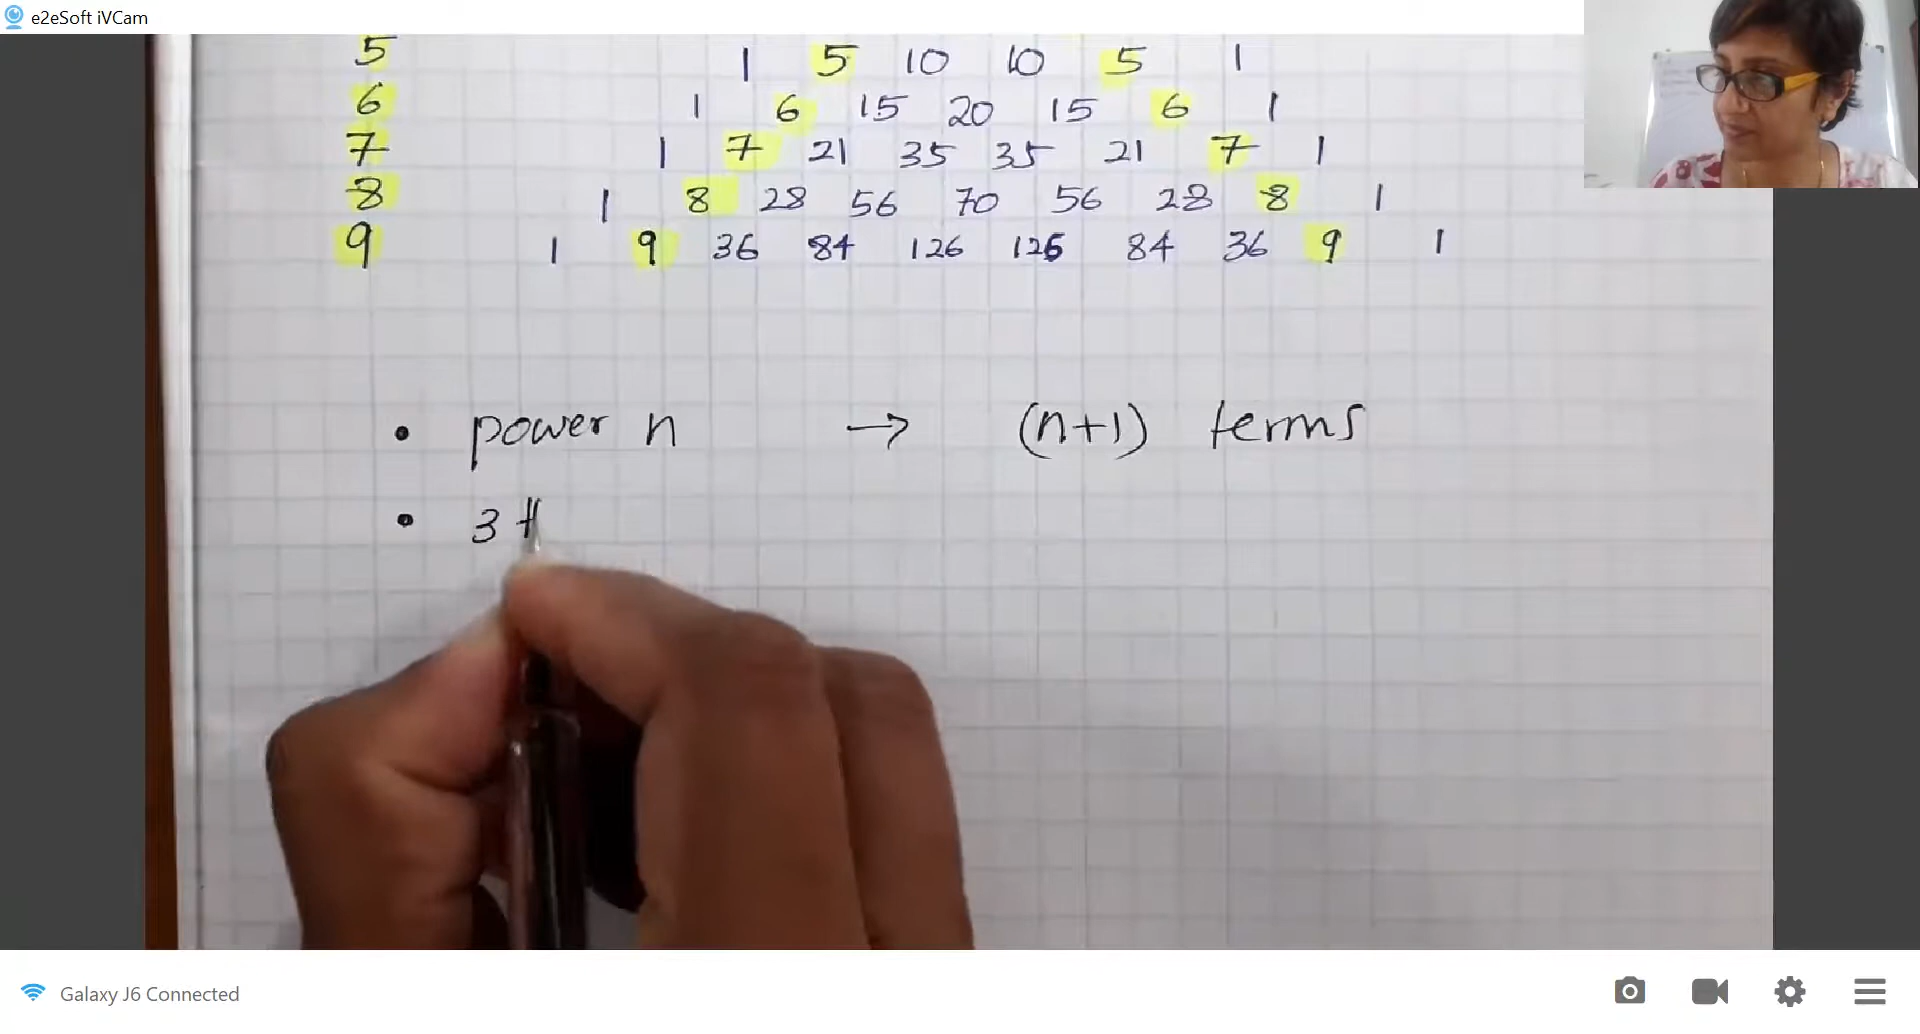 e2eSoft iVCam
5 1 5 10 10 5 1
6 1 6 15 20 15 6 1
7 1 7 21 35 35 21 7 1
8 1 8 28 56 70 56 28 8 1
9 1 9 36 84 126 126 84 36 9 1
• power n → (n+1) terms
• 3 t
Galaxy J6 Connected